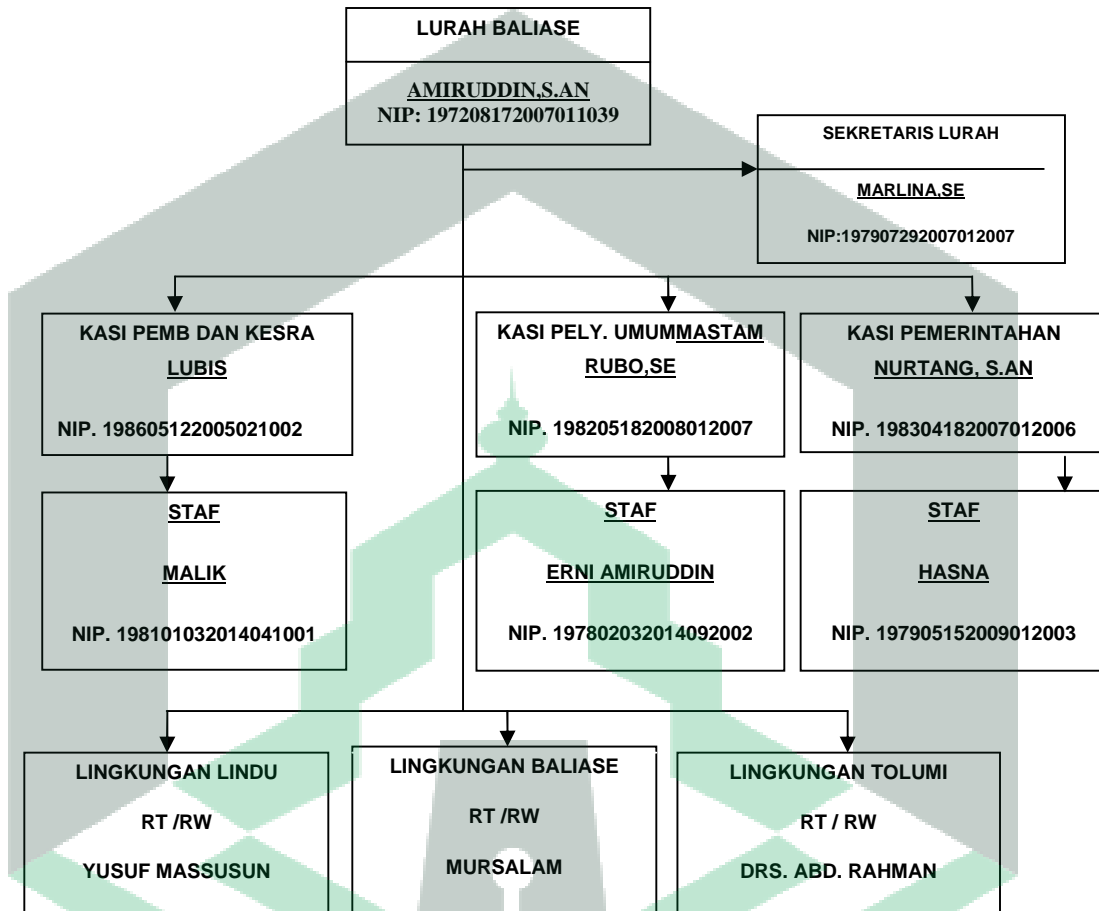 LURAH BALIASE
AMIRUDDIN,S.AN
NIP: 197208172007011039
SEKRETARIS LURAH
MARLINA,SE
NIP:197907292007012007
KASI PEMB DAN KESRA
LUBIS
NIP. 198605122005021002
KASI PELY. UMUMMASTAM
RUBO,SE
NIP. 198205182008012007
KASI PEMERINTAHAN
NURTANG, S.AN
NIP. 198304182007012006
STAF
MALIK
NIP. 198101032014041001
STAF
ERNI AMIRUDDIN
NIP. 197802032014092002
STAF
HASNA
NIP. 197905152009012003
LINGKUNGAN LINDU
RT /RW
YUSUF MASSUSUN
LINGKUNGAN BALIASE
RT /RW
MURSALAM
LINGKUNGAN TOLUMI
RT / RW
DRS. ABD. RAHMAN